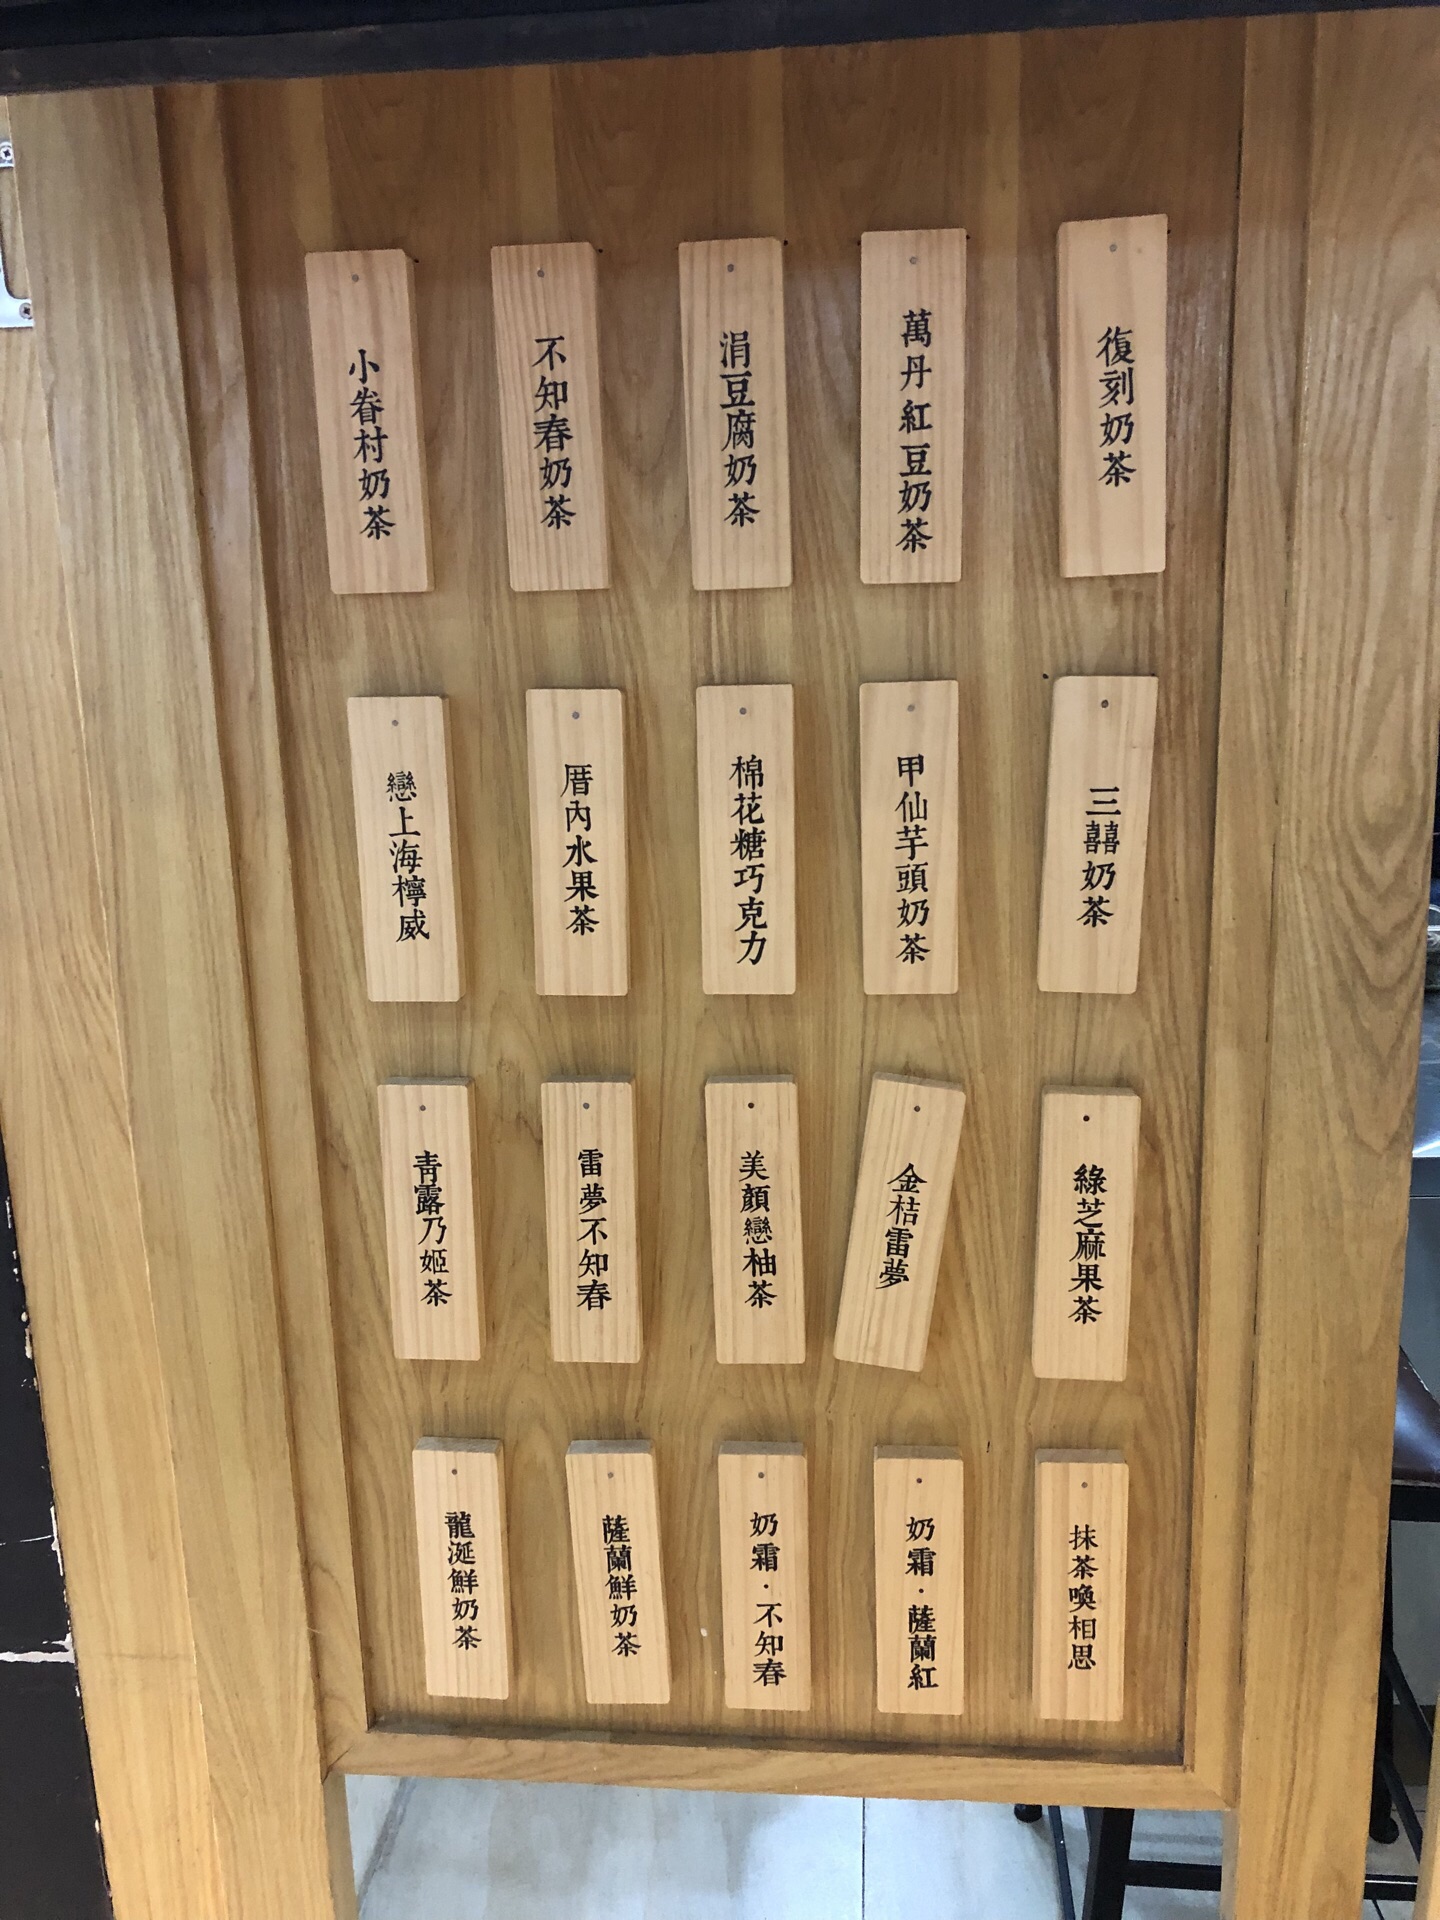 復刻奶茶
萬丹紅豆奶茶
涓豆腐奶茶
不知春奶茶
小眷村奶茶
三囍奶茶
甲仙芋頭奶茶
棉花糖巧克力
厝內水果茶
戀上海檸威
綠芝麻果茶
金桔雷夢
美顏戀柚茶
雷夢不知春
青露乃姬茶
抹茶喚相思
奶霜·薩蘭紅
奶霜·不知春
薩蘭鮮奶茶
龍涎鮮奶茶